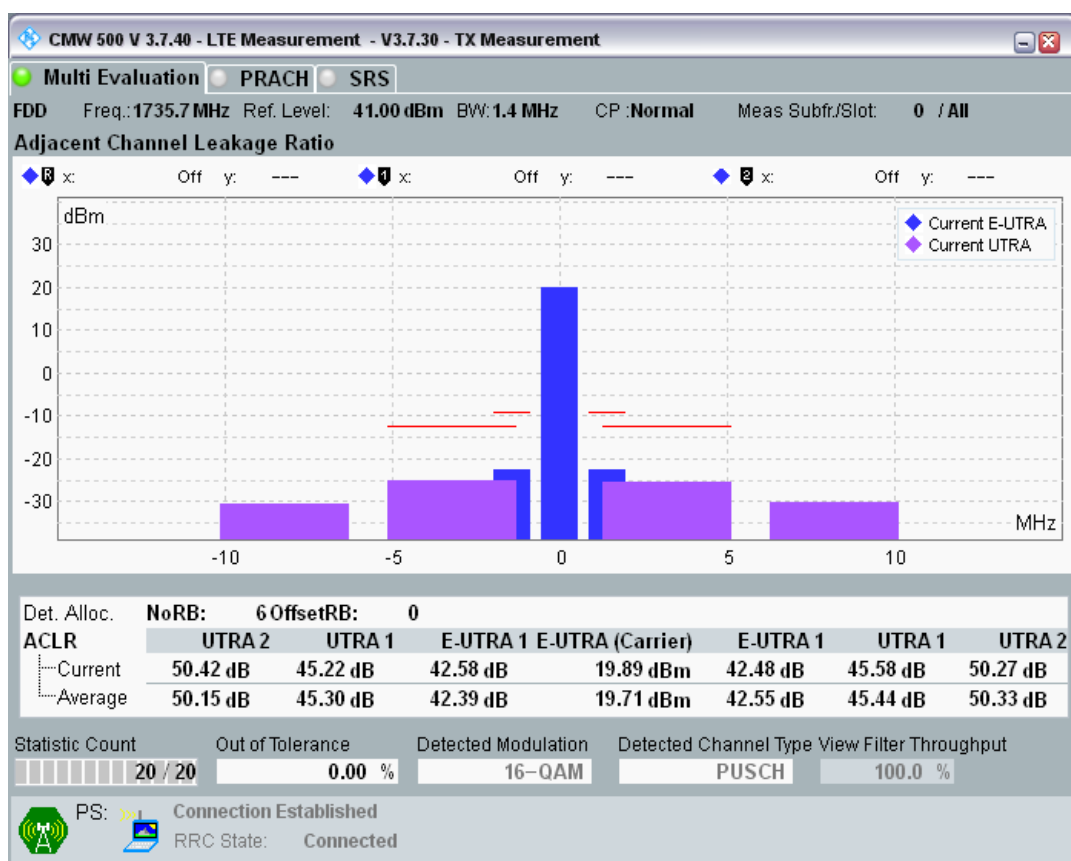 CMW 500 V 3.7.40 - LTE Measurement - V3.7.30 - TX Measurement
Multi Evaluation PRACH SRS
FDD Freq.: 1735.7 MHz Ref. Level: 41.00 dBm BW: 1.4 MHz CP :Normal Meas Subfr./Slot: 0 / All
Adjacent Channel Leakage Ratio
R x: Off y: --- 1 x: Off y: --- 2 x: Off y: ---
dBm
Current E-UTRA
Current UTRA
30
20
10
0
-10
-20
-30
MHz
-10 -5 0 5 10
Det. Alloc. NoRB: 6 OffsetRB: 0
ACLR UTRA 2 UTRA 1 E-UTRA 1 E-UTRA (Carrier) E-UTRA 1 UTRA 1 UTRA 2
Current 50.42 dB 45.22 dB 42.58 dB 19.89 dBm 42.48 dB 45.58 dB 50.27 dB
Average 50.15 dB 45.30 dB 42.39 dB 19.71 dBm 42.55 dB 45.44 dB 50.33 dB
Statistic Count Out of Tolerance Detected Modulation Detected Channel Type View Filter Throughput
20 / 20 0.00 % 16-QAM PUSCH 100.0 %
PS: Connection Established
RRC State: Connected